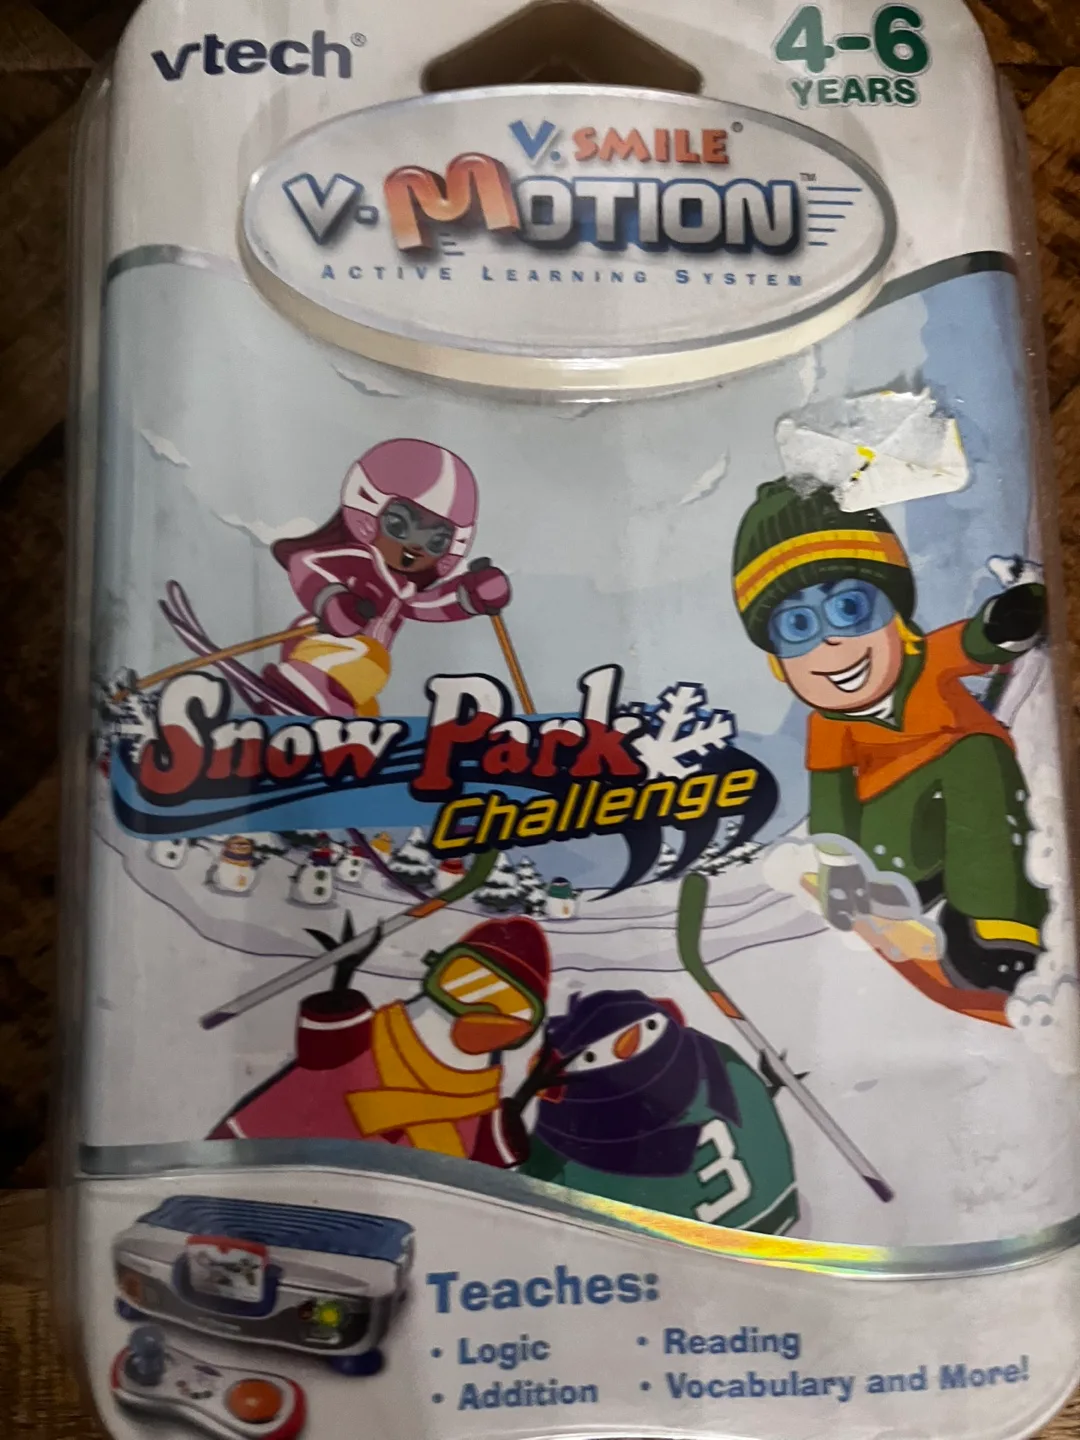 vtech®
4-6
YEARS
V.SMILE®
V-MOTION™
ACTIVE LEARNING SYSTEM
Snow Park
Challenge
3
Teaches:
• Logic
• Reading
• Addition
• Vocabulary and More!